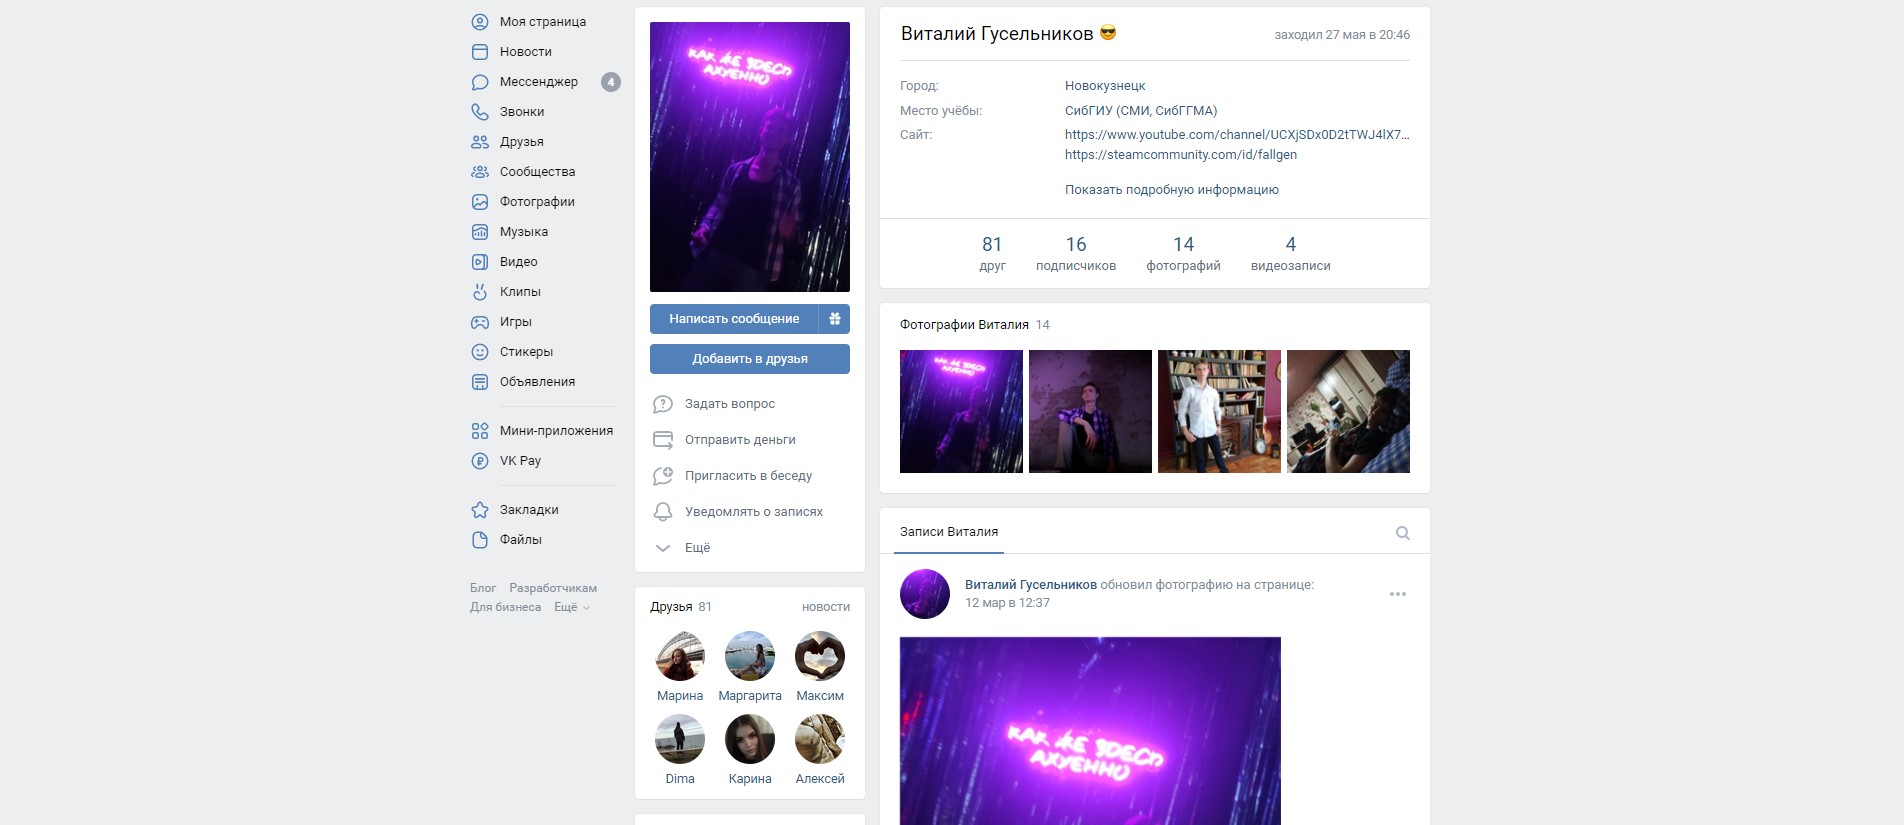 Моя страница
Новости
Мессенджер 4
Звонки
Друзья
Сообщества
Фотографии
Музыка
Видео
Клипы
Игры
Стикеры
Объявления
Мини-приложения
VK Pay
Закладки
Файлы
Блог Разработчикам
Для бизнеса Ещё
КАК ЖЕ ЗДЕСЬ
АХУЕННО
Написать сообщение
Добавить в друзья
Задать вопрос
Отправить деньги
Пригласить в беседу
Уведомлять о записях
Ещё
Друзья 81 новости
Марина Маргарита Максим
Dima Карина Алексей
Виталий Гусельников 😎 заходил 27 мая в 20:46
Город: Новокузнецк
Место учёбы: СибГИУ (СМИ, СибГГМА)
Сайт: https://www.youtube.com/channel/UCXjSDx0D2tTWJ4lX7...
https://steamcommunity.com/id/fallgen
Показать подробную информацию
81 16 14 4
друг подписчиков фотографий видеозаписи
Фотографии Виталия 14
КАК ЖЕ ЗДЕСЬ
АХУЕННО
Записи Виталия
Виталий Гусельников обновил фотографию на странице:
12 мар в 12:37
КАК ЖЕ ЗДЕСЬ
АХУЕННО